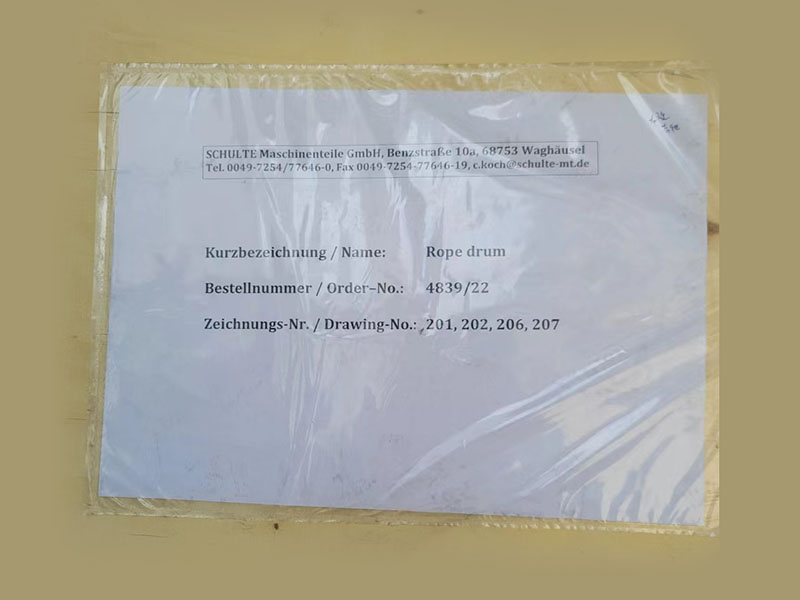 SCHULTE Maschinenteile GmbH, Benzstraße 10a, 68753 Waghäusel
Tel. 0049-7254/77646-0, Fax 0049-7254-77646-19, c.koch@schulte-mt.de
Kurzbezeichnung / Name: Rope drum
Bestellnummer / Order–No.: 4839/22
Zeichnungs-Nr. / Drawing-No.: 201, 202, 206, 207